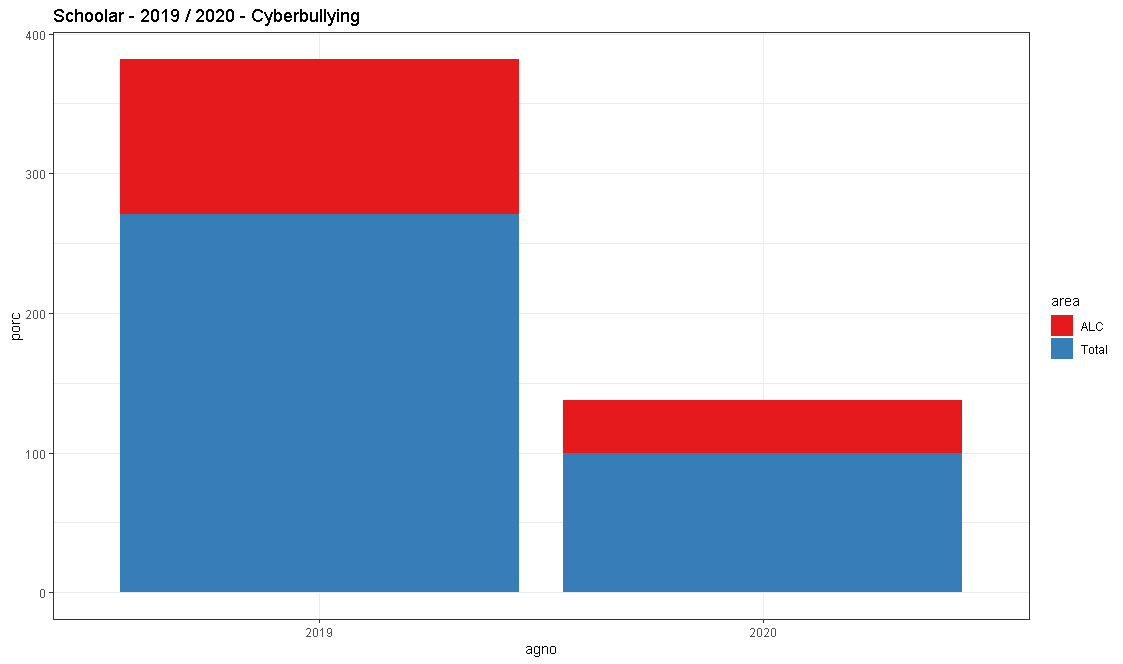 Schoolar - 2019 / 2020 - Cyberbullying
400
300
200
100
0
porc
2019
2020
agno
area
ALC
Total